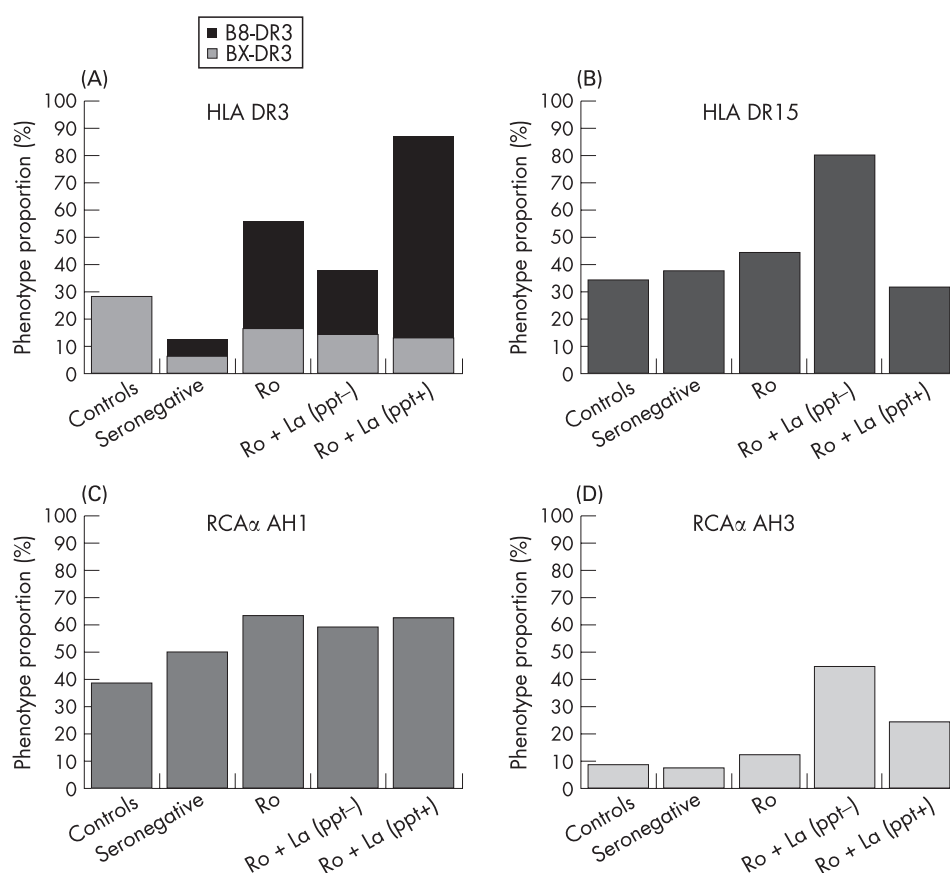 B8-DR3
BX-DR3
(A)
HLA DR3
Phenotype proportion (%)
100
90
80
70
60
50
40
30
20
10
0
Controls
Seronegative
Ro
Ro + La (ppt–)
Ro + La (ppt+)
(B)
HLA DR15
Phenotype proportion (%)
100
90
80
70
60
50
40
30
20
10
0
Controls
Seronegative
Ro
Ro + La (ppt–)
Ro + La (ppt+)
(C)
RCAα AH1
Phenotype proportion (%)
100
90
80
70
60
50
40
30
20
10
0
Controls
Seronegative
Ro
Ro + La (ppt–)
Ro + La (ppt+)
(D)
RCAα AH3
Phenotype proportion (%)
100
90
80
70
60
50
40
30
20
10
0
Controls
Seronegative
Ro
Ro + La (ppt–)
Ro + La (ppt+)